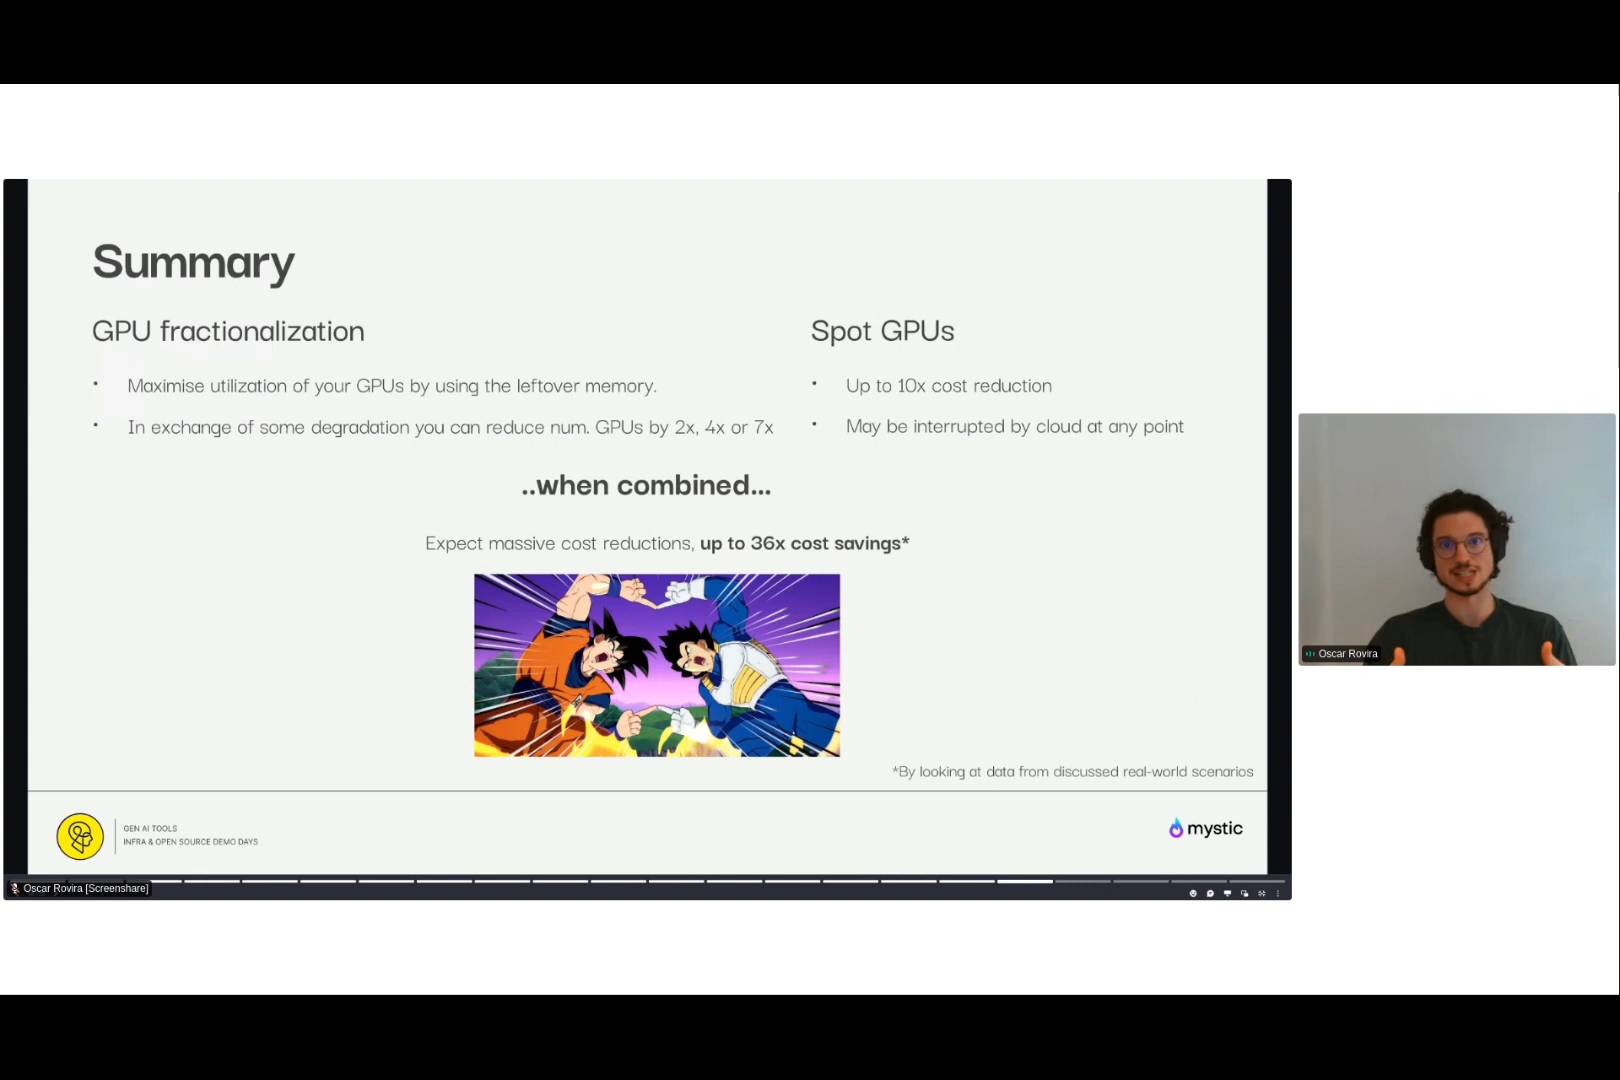 Summary
GPU fractionalization
• Maximise utilization of your GPUs by using the leftover memory.
• In exchange of some degradation you can reduce num. GPUs by 2x, 4x or 7x
Spot GPUs
• Up to 10x cost reduction
• May be interrupted by cloud at any point
..when combined...
Expect massive cost reductions, up to 36x cost savings*
*By looking at data from discussed real-world scenarios
GEN AI TOOLS
INFRA & OPEN SOURCE DEMO DAYS
mystic
Oscar Rovira [Screenshare]
Oscar Rovira